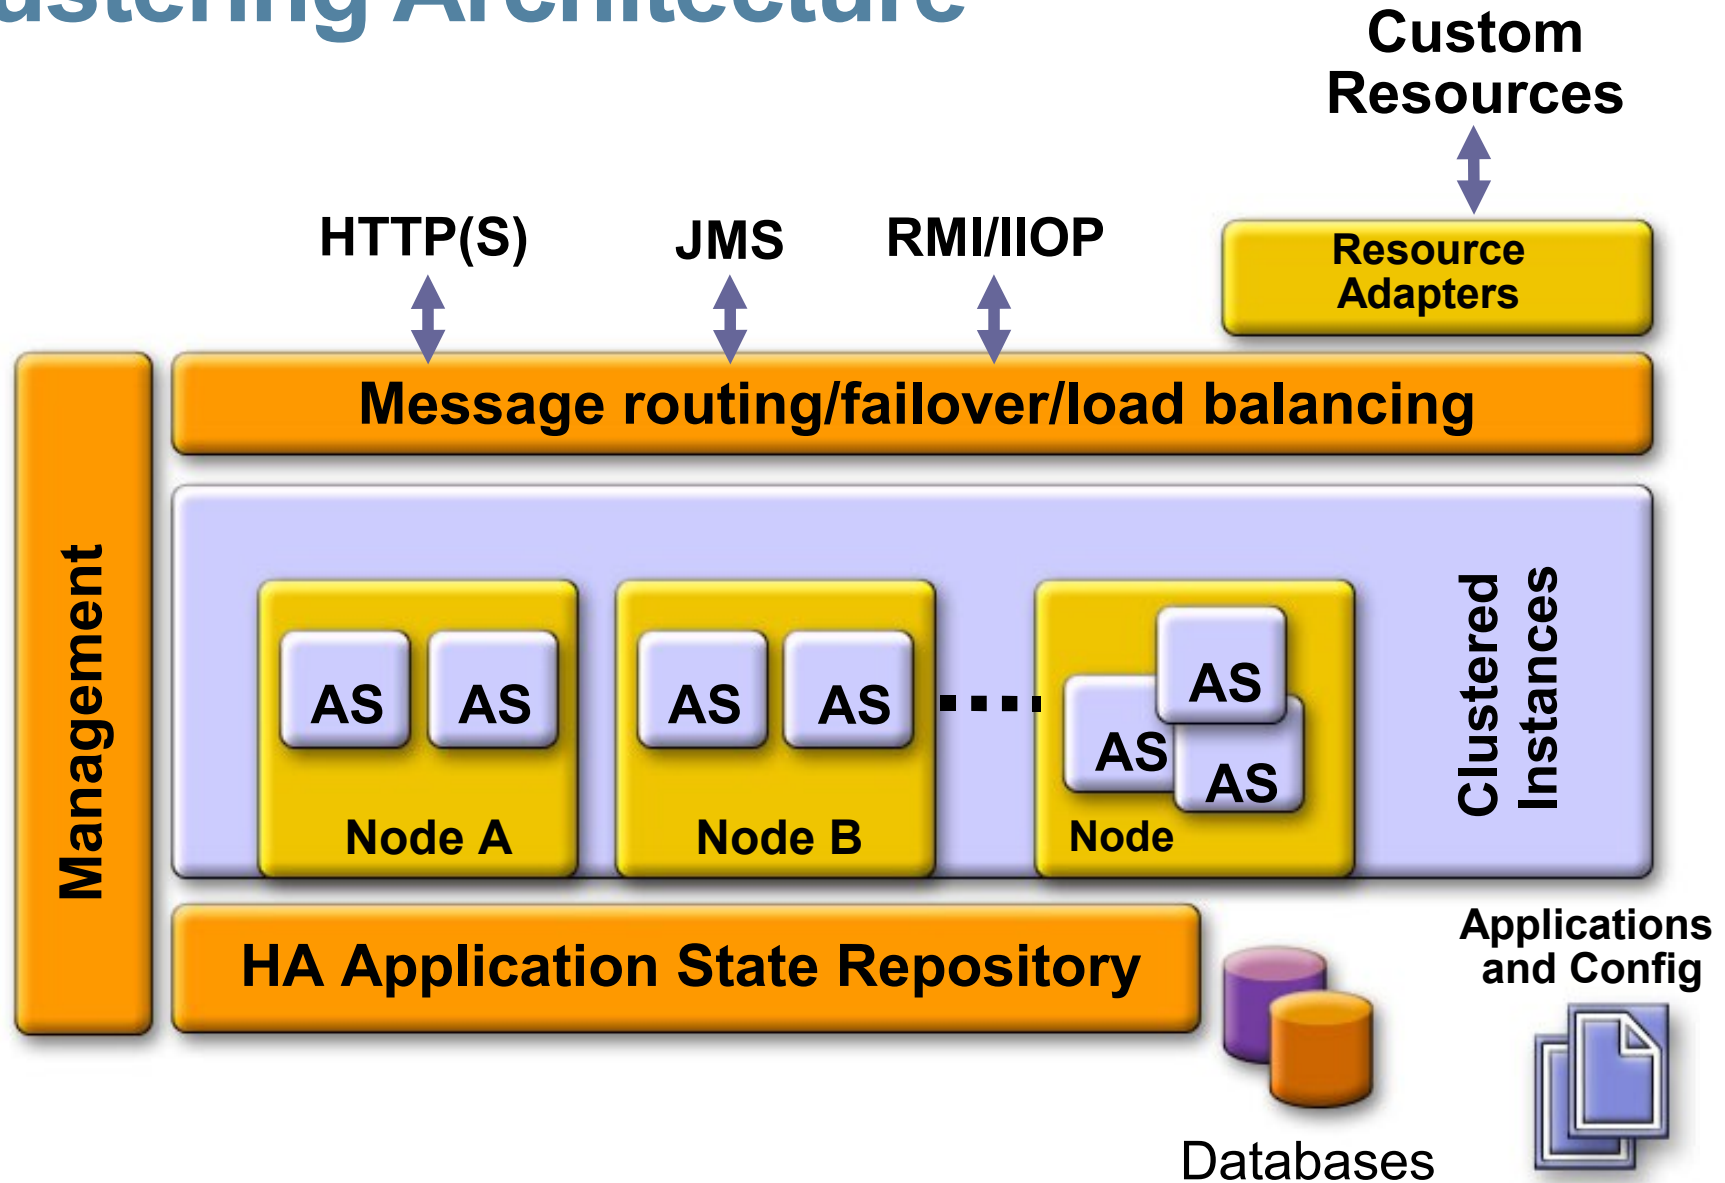 Architecture
Custom
Resources
HTTP(S)
JMS
RMI/IIOP
Resource
Adapters
Message routing/failover/load balancing
Management
AS
AS
Node A
AS
AS
Node B
AS
AS
AS
Node
Clustered
Instances
HA Application State Repository
Databases
Applications
and Config